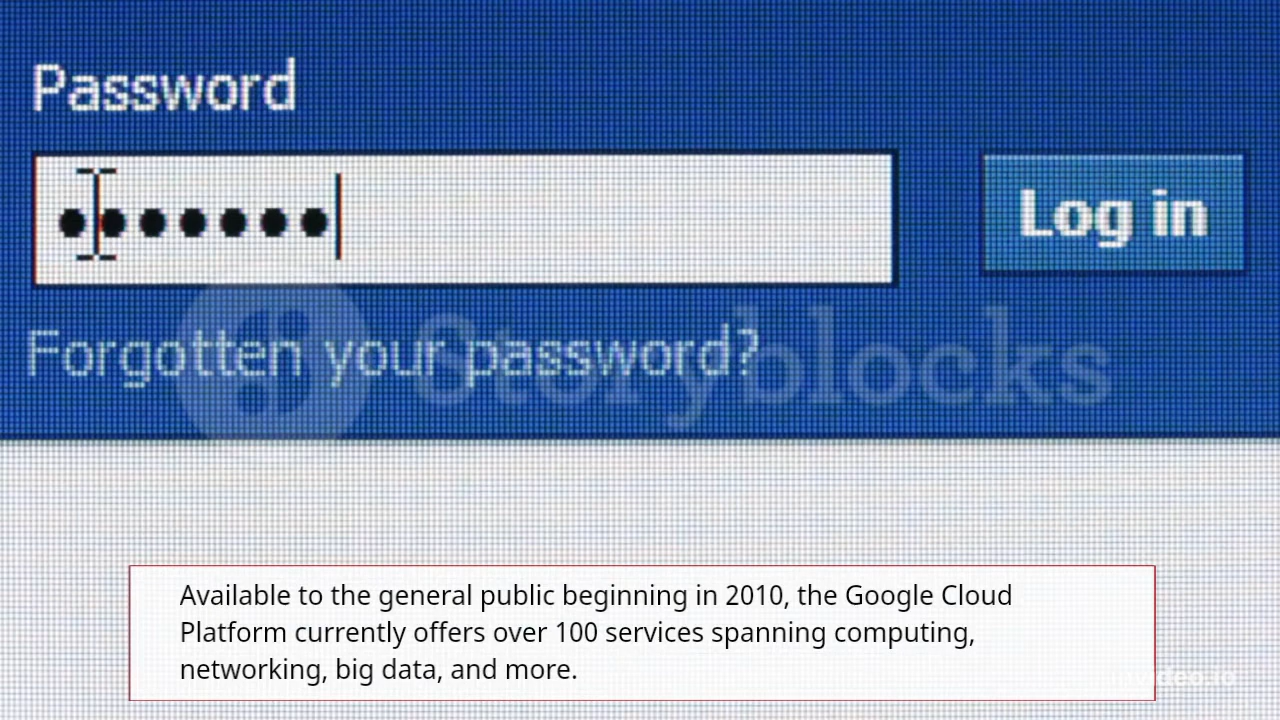 Password
Log in
Forgotten your password?
Storyblocks
Available to the general public beginning in 2010, the Google Cloud
Platform currently offers over 100 services spanning computing,
networking, big data, and more.